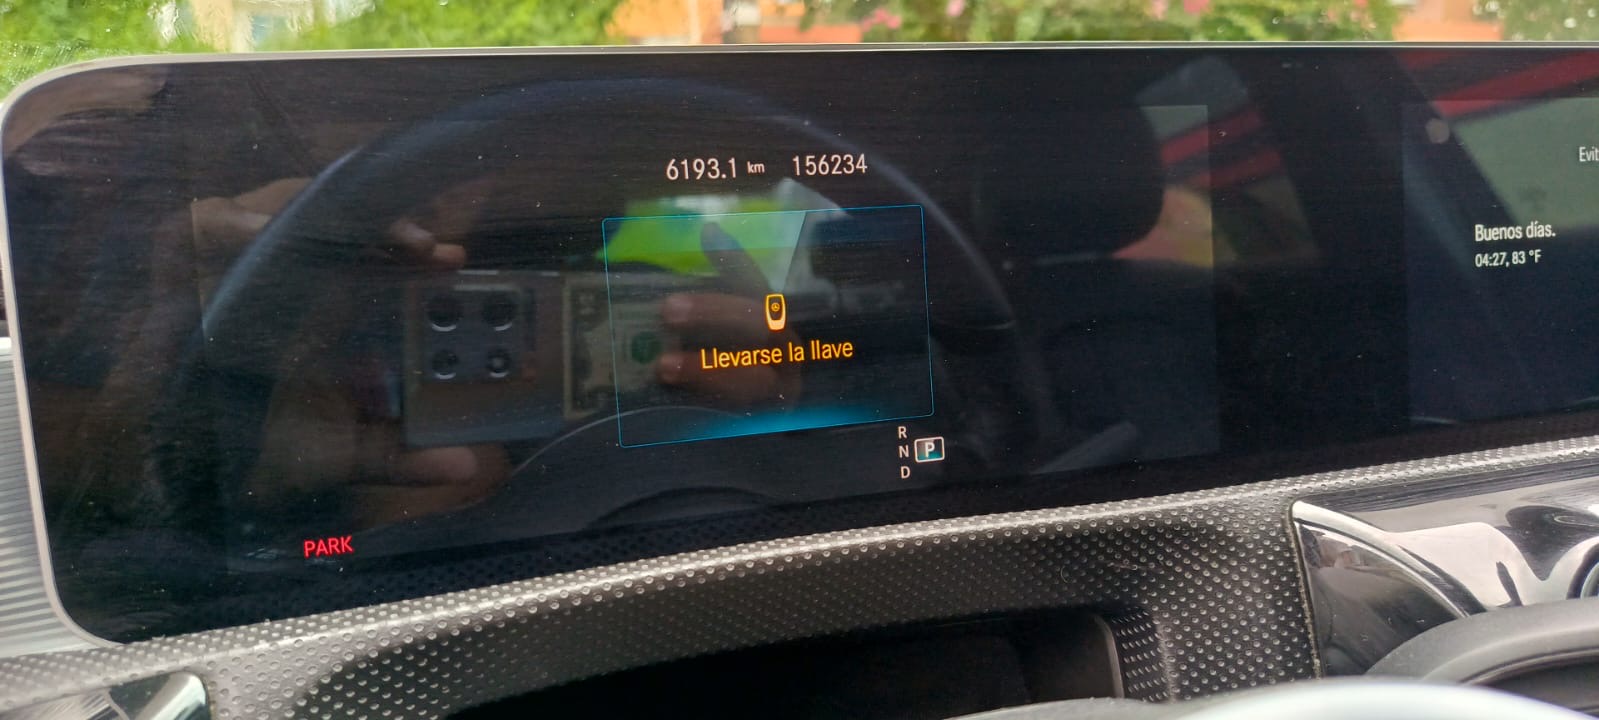 6193.1 km 156234
Llevarse la llave
R
N P
D
PARK
Buenos días.
04:27, 83 °F